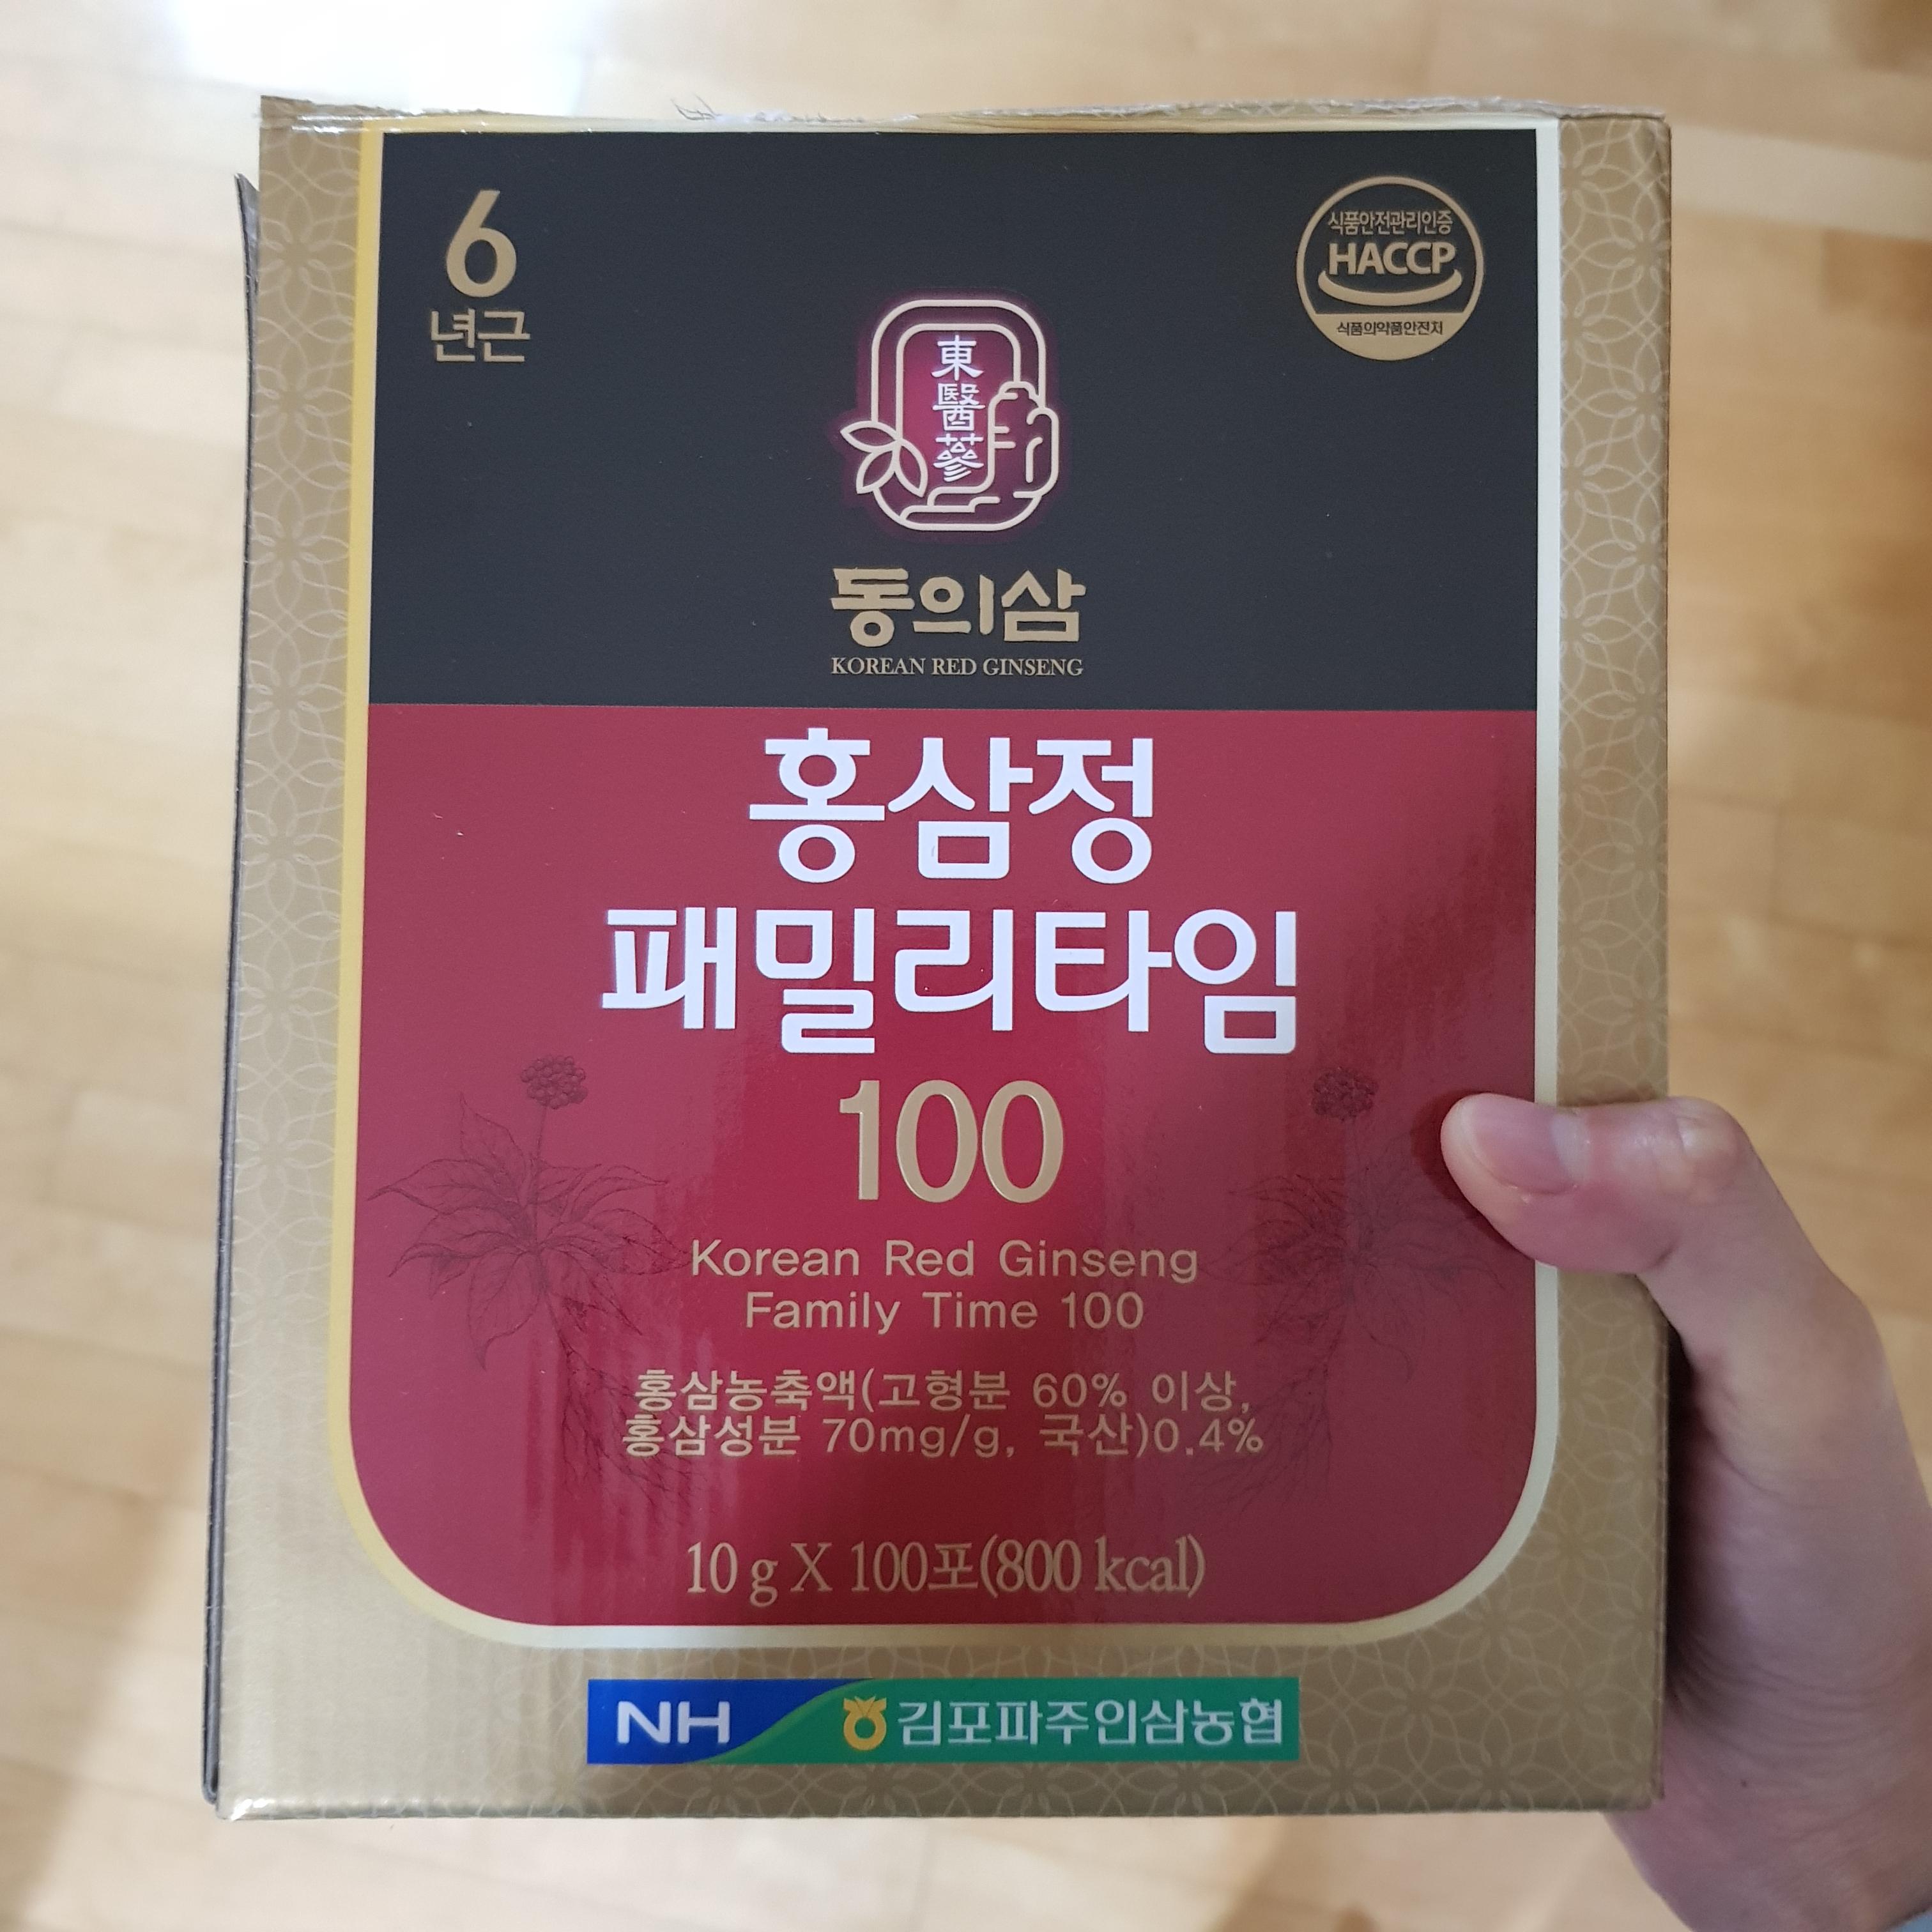 6
년근
식품안전관리인증
HACCP
식품의약품안전처
東
醫
蔘
동의삼
KOREAN RED GINSENG
홍삼정
패밀리타임
100
Korean Red Ginseng
Family Time 100
홍삼농축액(고형분 60% 이상,
홍삼성분 70mg/g, 국산)0.4%
10 g X 100포(800 kcal)
NH 김포파주인삼농협